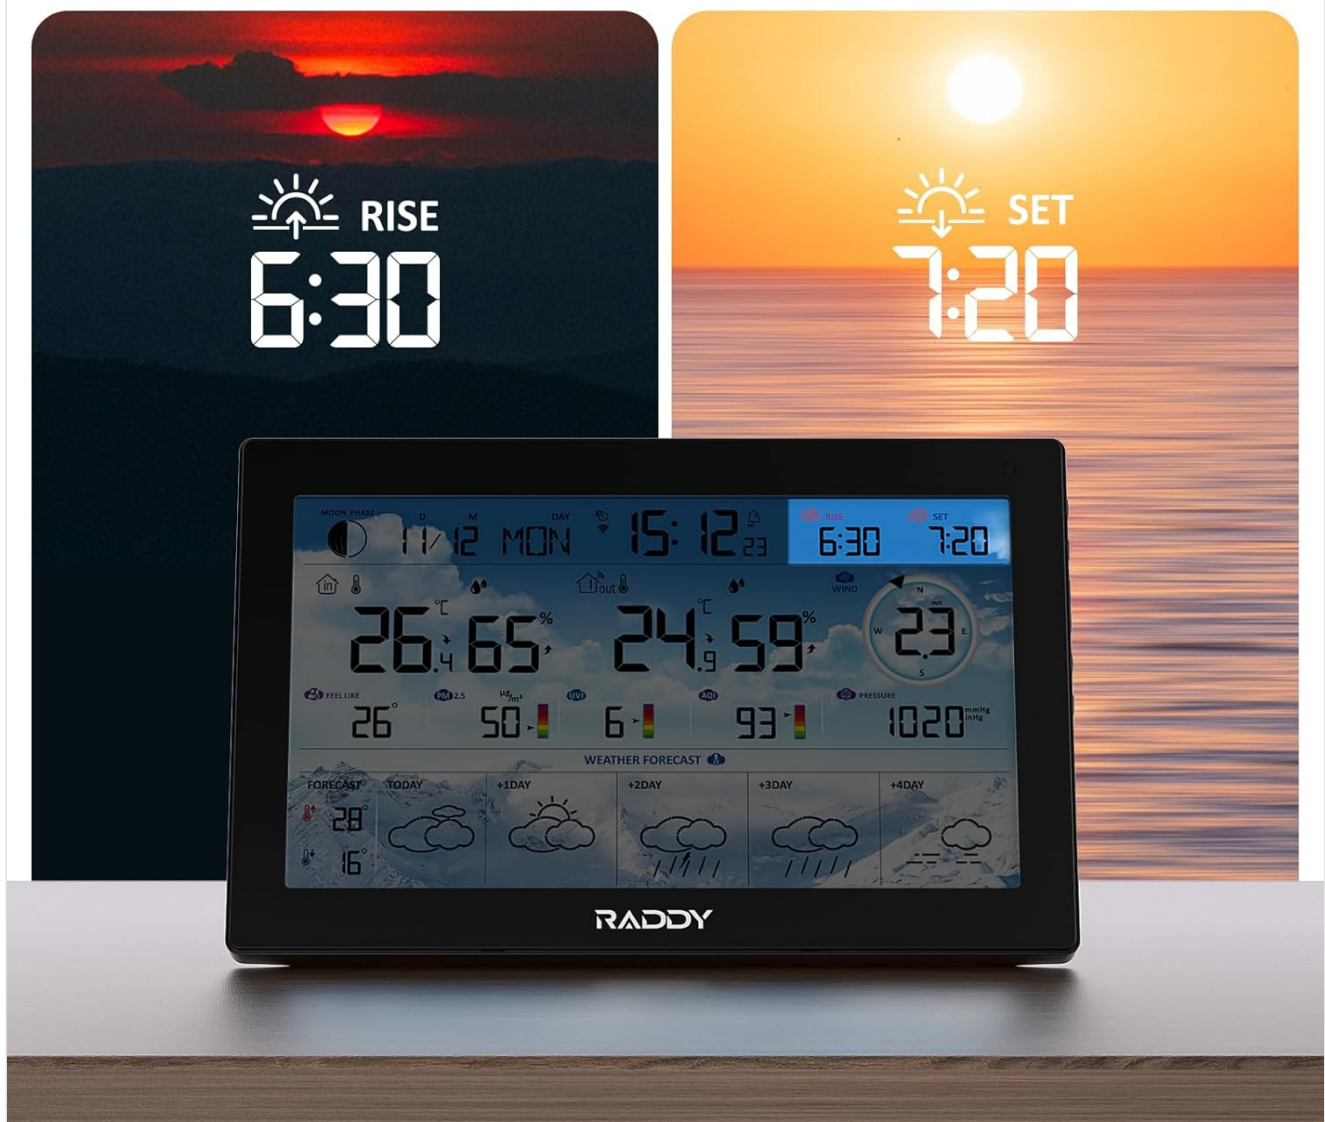 RISE
6:30
SET
7:20
MOON PHASE
D M DAY
11/12 MON 15:12 23
RISE SET
6:30 7:20
in out
26.4 °C 65 % 24.9 °C 59 %
WIND
N
W 23 E
S
FEEL LIKE PM 2.5 µg/m³ UVI AQI PRESSURE
26° 50 6 93 1020 mmHg inHg
WEATHER FORECAST
FORECAST TODAY +1DAY +2DAY +3DAY +4DAY
28°
16°
RADDY